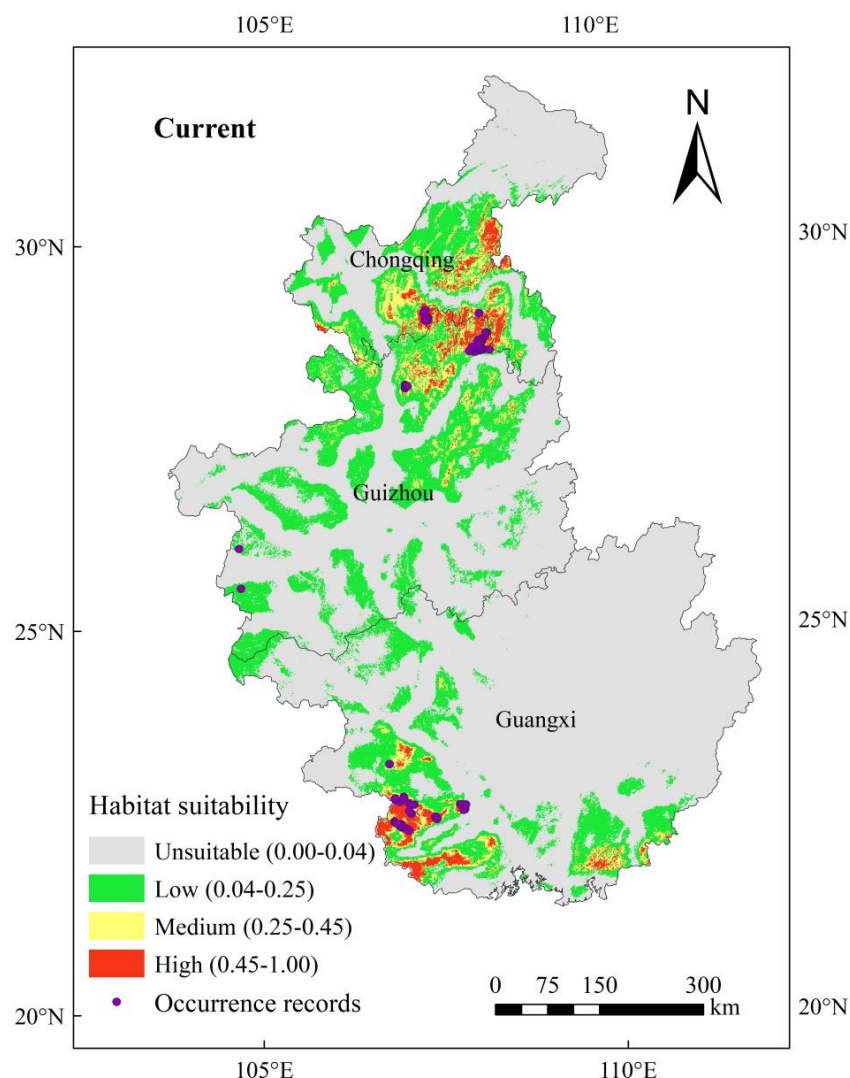 105°E 110°E
Current
N
30°N 30°N
Chongqing
Guizhou
25°N 25°N
Guangxi
Habitat suitability
Unsuitable (0.00-0.04)
Low (0.04-0.25)
Medium (0.25-0.45)
High (0.45-1.00)
Occurrence records
0 75 150 300
km
20°N 20°N
105°E 110°E